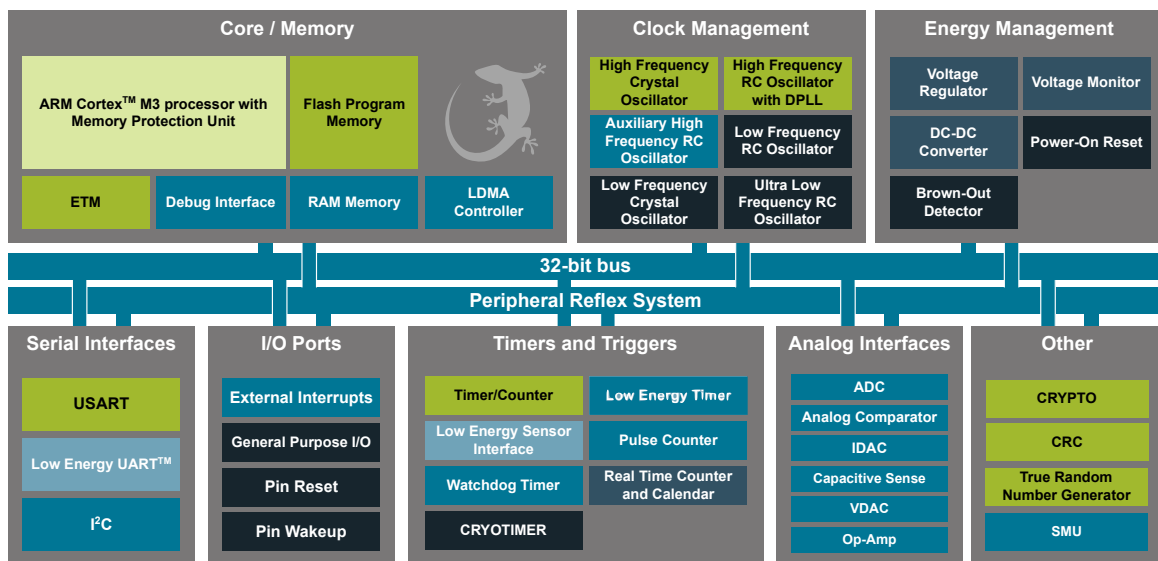 Core / Memory
ARM Cortex™ M3 processor with
Memory Protection Unit
Flash Program
Memory
ETM
Debug Interface
RAM Memory
LDMA
Controller
Clock Management
High Frequency
Crystal
Oscillator
High Frequency
RC Oscillator
with DPLL
Auxiliary High
Frequency RC
Oscillator
Low Frequency
RC Oscillator
Low Frequency
Crystal
Oscillator
Ultra Low
Frequency RC
Oscillator
Energy Management
Voltage
Regulator
Voltage Monitor
DC-DC
Converter
Power-On Reset
Brown-Out
Detector
32-bit bus
Peripheral Reflex System
Serial Interfaces
USART
Low Energy UART™
I²C
I/O Ports
External Interrupts
General Purpose I/O
Pin Reset
Pin Wakeup
Timers and Triggers
Timer/Counter
Low Energy Timer
Low Energy Sensor
Interface
Pulse Counter
Watchdog Timer
Real Time Counter
and Calendar
CRYOTIMER
Analog Interfaces
ADC
Analog Comparator
IDAC
Capacitive Sense
VDAC
Op-Amp
Other
CRYPTO
CRC
True Random
Number Generator
SMU